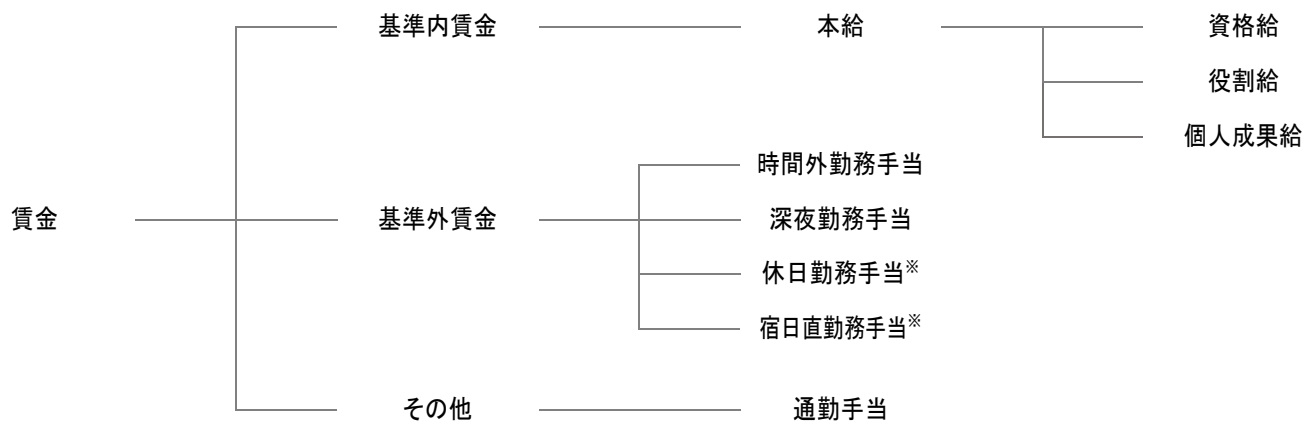 基準内賃金 本給 資格給
役割給
個人成果給
時間外勤務手当
賃金 基準外賃金 深夜勤務手当
休日勤務手当※
宿日直勤務手当※
その他 通勤手当